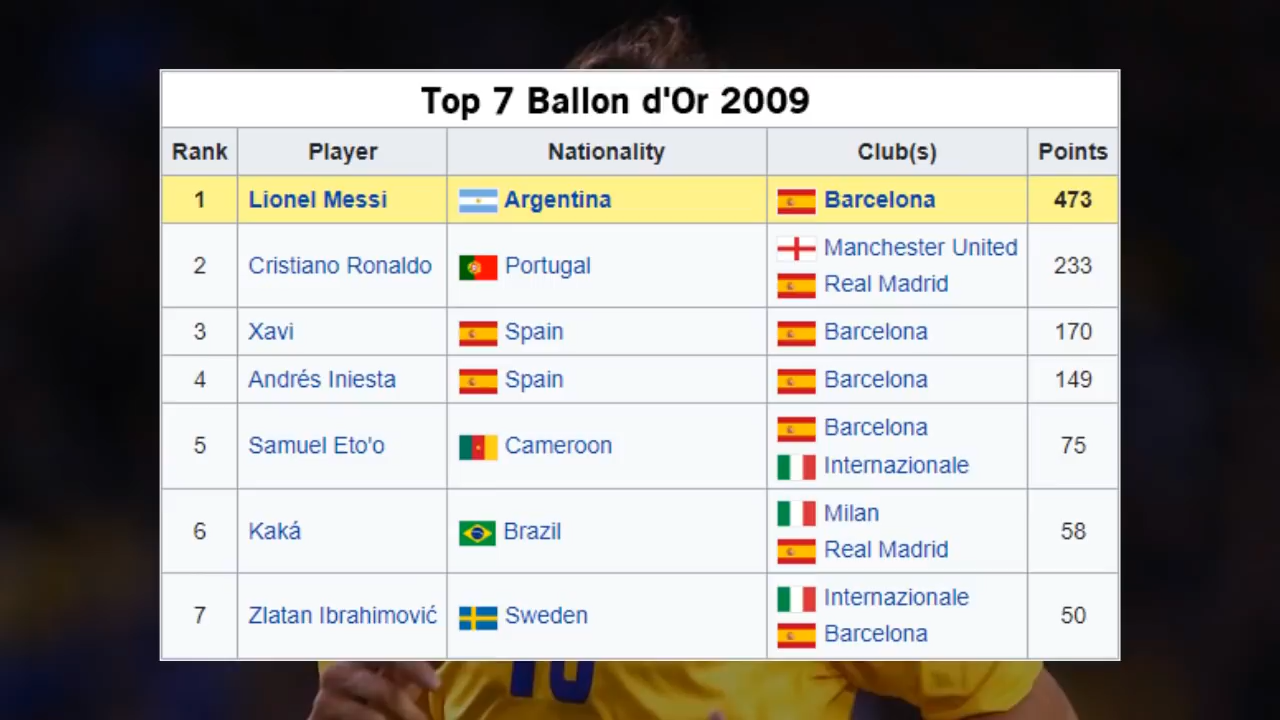 Top 7 Ballon d'Or 2009
Rank Player Nationality Club(s) Points
1 Lionel Messi Argentina Barcelona 473
2 Cristiano Ronaldo Portugal Manchester United Real Madrid 233
3 Xavi Spain Barcelona 170
4 Andrés Iniesta Spain Barcelona 149
5 Samuel Eto'o Cameroon Barcelona Internazionale 75
6 Kaká Brazil Milan Real Madrid 58
7 Zlatan Ibrahimović Sweden Internazionale Barcelona 50